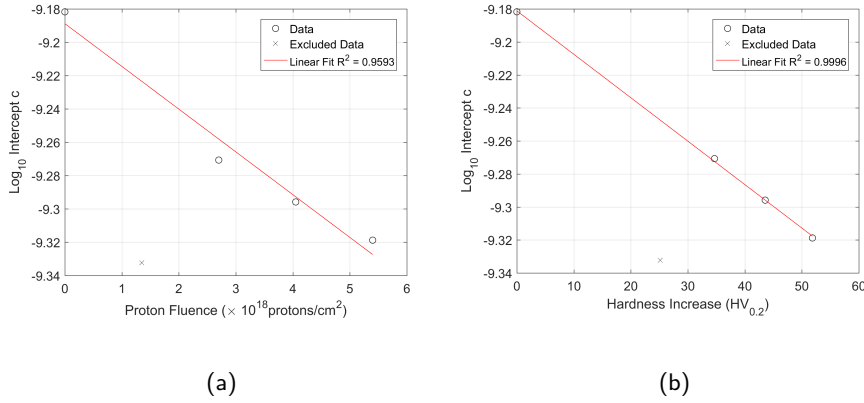 -9.18
-9.2
-9.22
-9.24
-9.26
-9.28
-9.3
-9.32
-9.34
Log10 Intercept c
0 1 2 3 4 5 6
Proton Fluence (× 10^18 protons/cm^2)
Data
Excluded Data
Linear Fit R^2 = 0.9593
(a)
-9.18
-9.2
-9.22
-9.24
-9.26
-9.28
-9.3
-9.32
-9.34
Log10 Intercept c
0 10 20 30 40 50 60
Hardness Increase (HV0.2)
Data
Excluded Data
Linear Fit R^2 = 0.9996
(b)